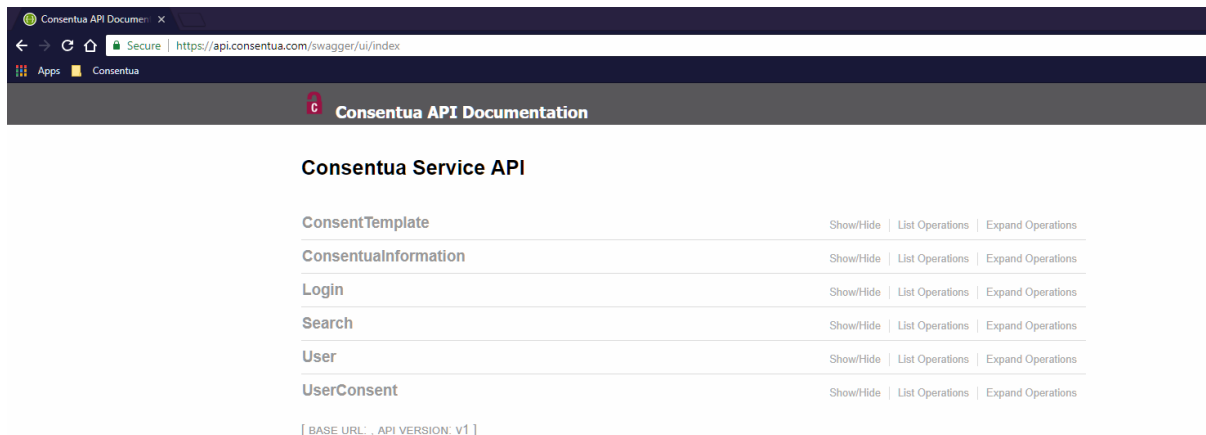 Consentua API Documen
Secure https://api.consentua.com/swagger/ui/index
Apps Consentua
C Consentua API Documentation
Consentua Service API
ConsentTemplate Show/Hide List Operations Expand Operations
ConsentuaInformation Show/Hide List Operations Expand Operations
Login Show/Hide List Operations Expand Operations
Search Show/Hide List Operations Expand Operations
User Show/Hide List Operations Expand Operations
UserConsent Show/Hide List Operations Expand Operations
[ BASE URL: , API VERSION: V1 ]